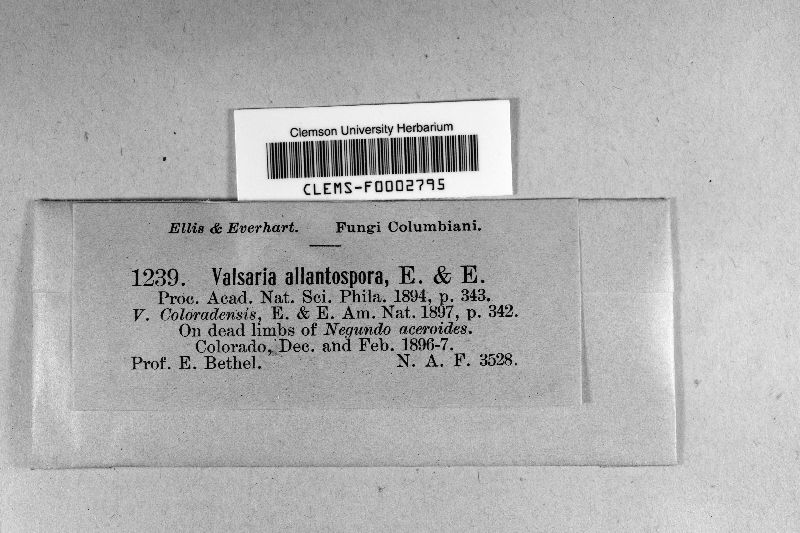 Clemson University Herbarium
CLEMS-F0002795
Ellis & Everhart. Fungi Columbiani.
1239. Valsaria allantospora, E. & E.
Proc. Acad. Nat. Sci. Phila. 1894, p. 343.
V. Coloradensis, E. & E. Am. Nat. 1897, p. 342.
On dead limbs of Negundo aceroides.
Colorado, Dec. and Feb. 1896-7.
Prof. E. Bethel. N. A. F. 3528.